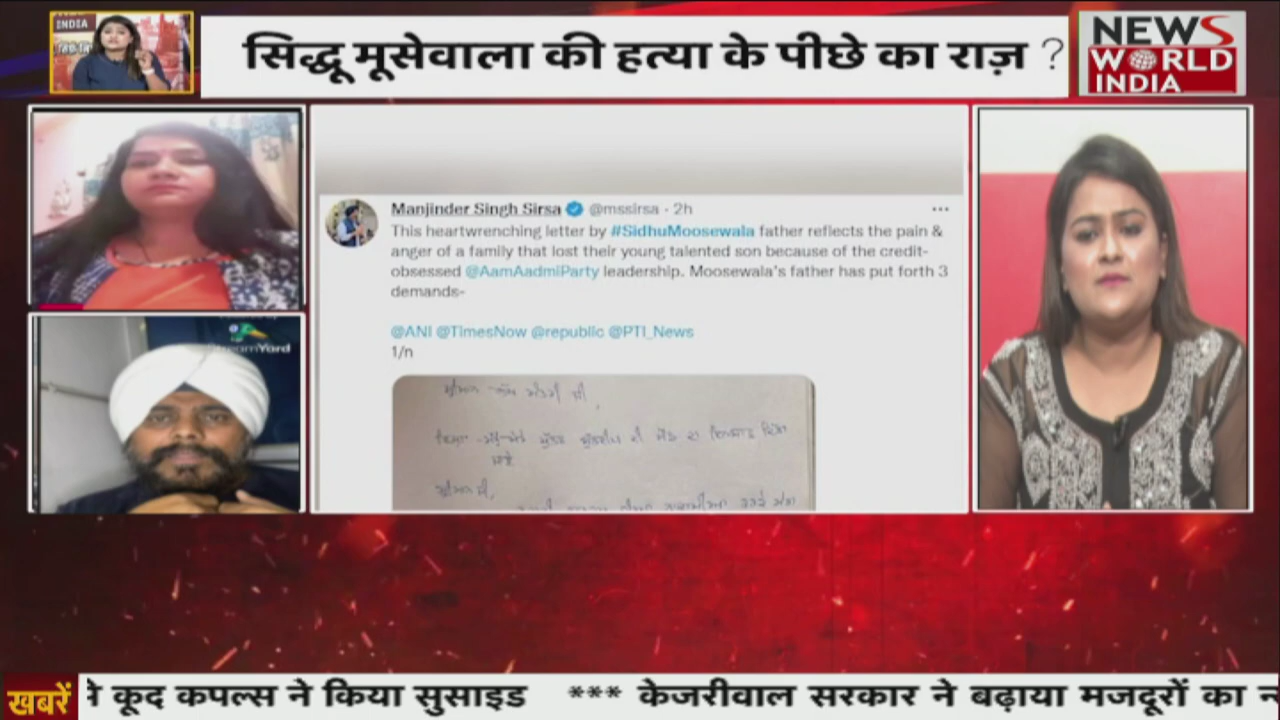 INDIA
सिद्धू मूसेवाला की हत्या के पीछे का राज़ ?
NEWS
WORLD
INDIA
Manjinder Singh Sirsa @mssirsa · 2h
This heartwrenching letter by #SidhuMoosewala father reflects the pain &
anger of a family that lost their young talented son because of the credit-
obsessed @AamAadmiParty leadership. Moosewala's father has put forth 3
demands-
@ANI @TimesNow @republic @PTI_News
1/n
StreamYard
खबरें
ने कूद कपल्स ने किया सुसाइड *** केजरीवाल सरकार ने बढ़ाया मजदूरों का